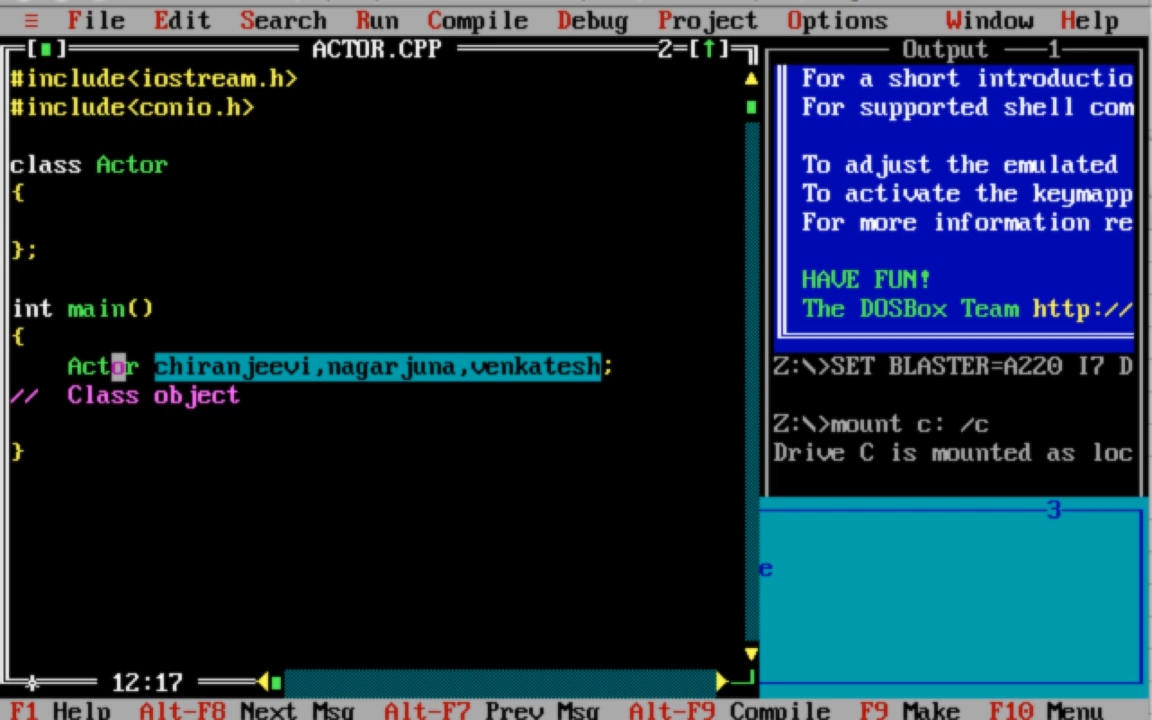 ≡ File Edit Search Run Compile Debug Project Options Window Help
[■] ACTOR.CPP 2=[↑]
#include<iostream.h>
#include<conio.h>
class Actor
{
};
int main()
{
Actor chiranjeevi,nagarjuna,venkatesh;
// Class object
}
12:17
Output 1
For a short introductio
For supported shell com
To adjust the emulated
To activate the keymapp
For more information re
HAVE FUN!
The DOSBox Team http://
Z:\>SET BLASTER=A220 I7 D
Z:\>mount c: /c
Drive C is mounted as loc
3
e
F1 Help Alt-F8 Next Msg Alt-F7 Prev Msg Alt-F9 Compile F9 Make F10 Menu